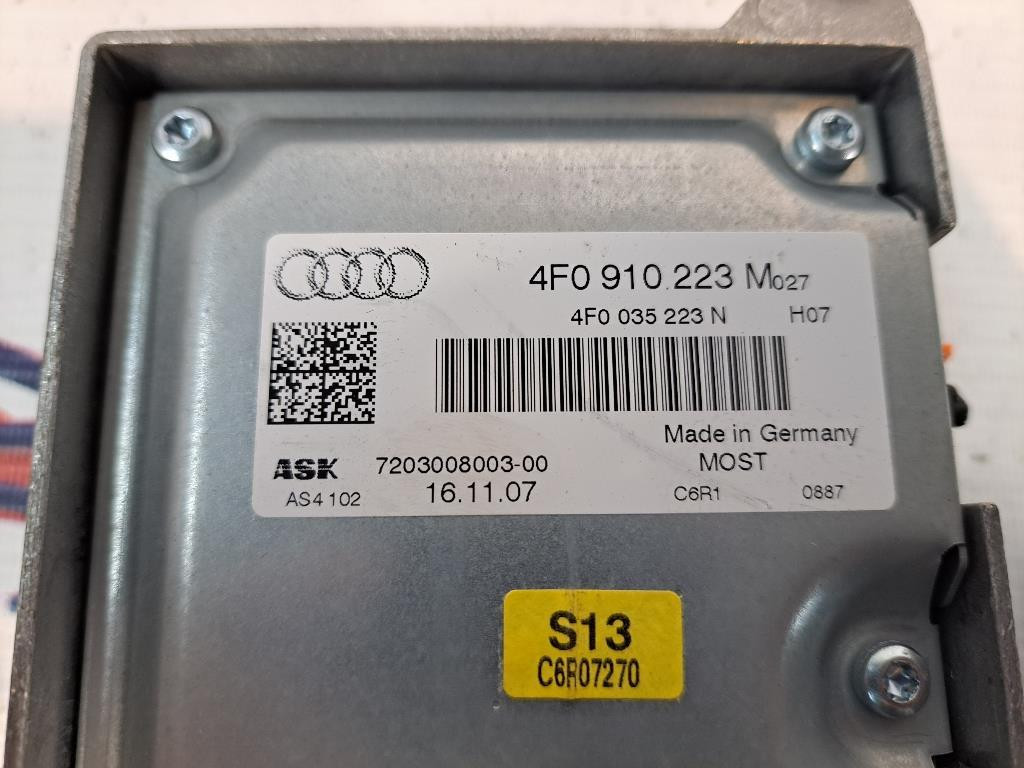 4F0 910 223 M027
4F0 035 223 N H07
Made in Germany
ASK 7203008003-00 MOST
AS4 102 16.11.07 C6R1 0887
S13
C6R07270